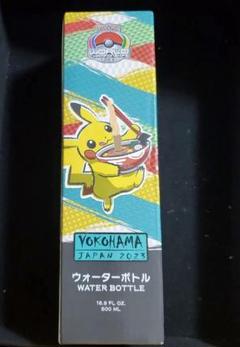 WORLD
YOKOHAMA
JAPAN 2023
ウォーターボトル
WATER BOTTLE
16.9 FL OZ.
500 ML